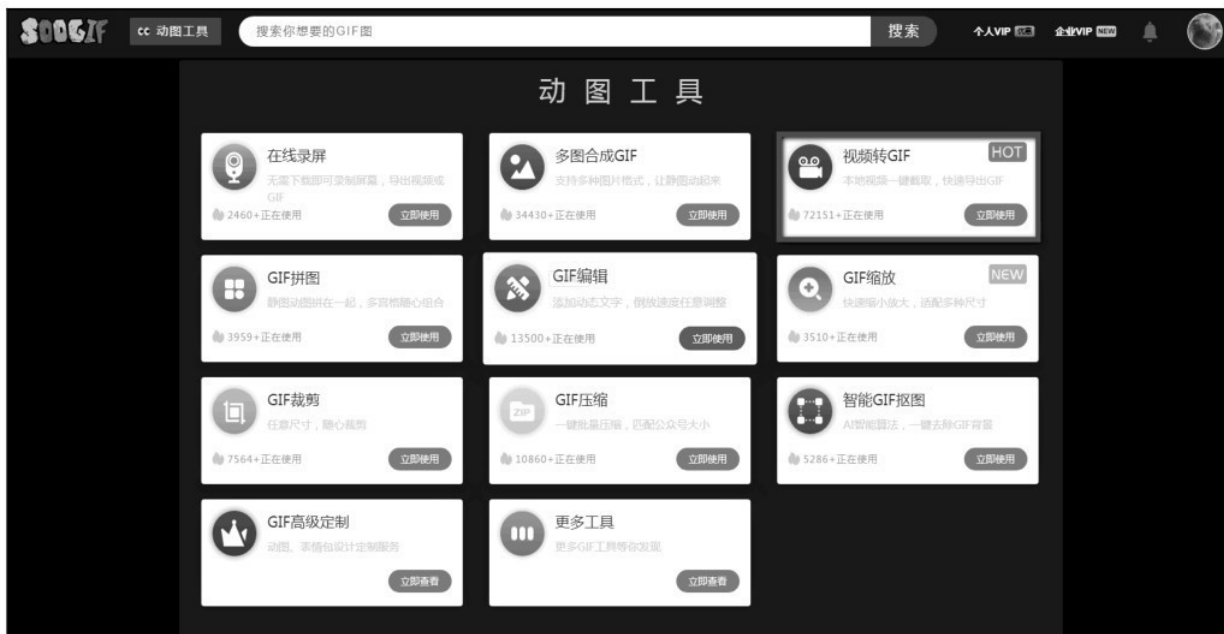 SOOGIF
cc 动图工具
搜索你想要的GIF图
搜索
个人VIP
企业VIP NEW
动图工具
在线录屏
无需下载即可录制屏幕，导出视频或
GIF
2460+正在使用
立即使用
多图合成GIF
支持多种图片格式，让静图动起来
34430+正在使用
立即使用
视频转GIF
HOT
本地视频一键截取，快速导出GIF
72151+正在使用
立即使用
GIF拼图
静图动图拼在一起，多宫格随心组合
3959+正在使用
立即使用
GIF编辑
添加动态文字，倒放速度任意调整
13500+正在使用
立即使用
GIF缩放
NEW
快速缩小放大，适配多种尺寸
3510+正在使用
立即使用
GIF裁剪
任意尺寸，随心裁剪
7564+正在使用
立即使用
ZIP
GIF压缩
一键批量压缩，匹配公众号大小
10860+正在使用
立即使用
智能GIF抠图
AI智能算法，一键去除GIF背景
5286+正在使用
立即使用
GIF高级定制
动图、表情包设计定制服务
立即查看
更多工具
更多GIF工具等你发现
立即查看